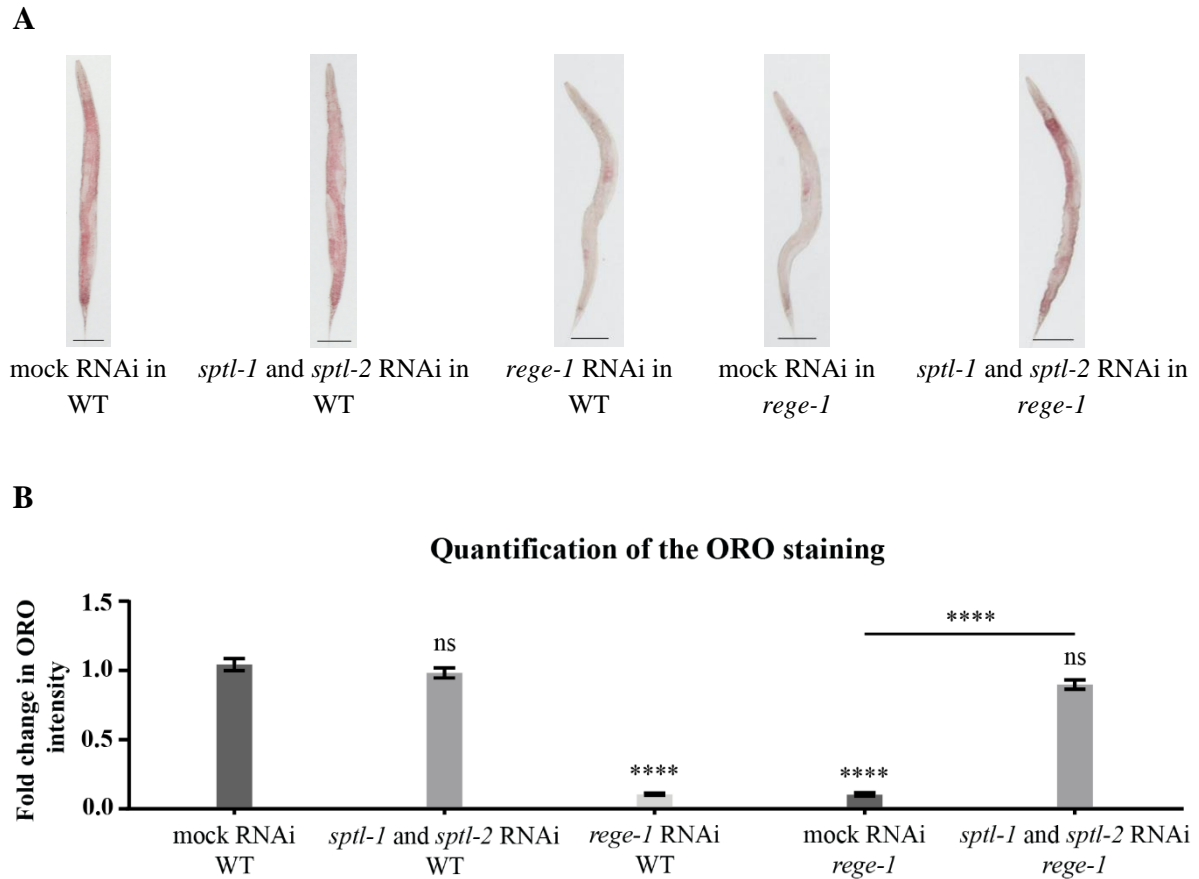 A
mock RNAi in WT
sptl-1 and sptl-2 RNAi in WT
rege-1 RNAi in WT
mock RNAi in rege-1
sptl-1 and sptl-2 RNAi in rege-1
B
Quantification of the ORO staining
Fold change in ORO
intensity
1.5
1.0
0.5
0.0
ns
****
****
****
ns
mock RNAi
WT
sptl-1 and sptl-2 RNAi
WT
rege-1 RNAi
WT
mock RNAi
rege-1
sptl-1 and sptl-2 RNAi
rege-1